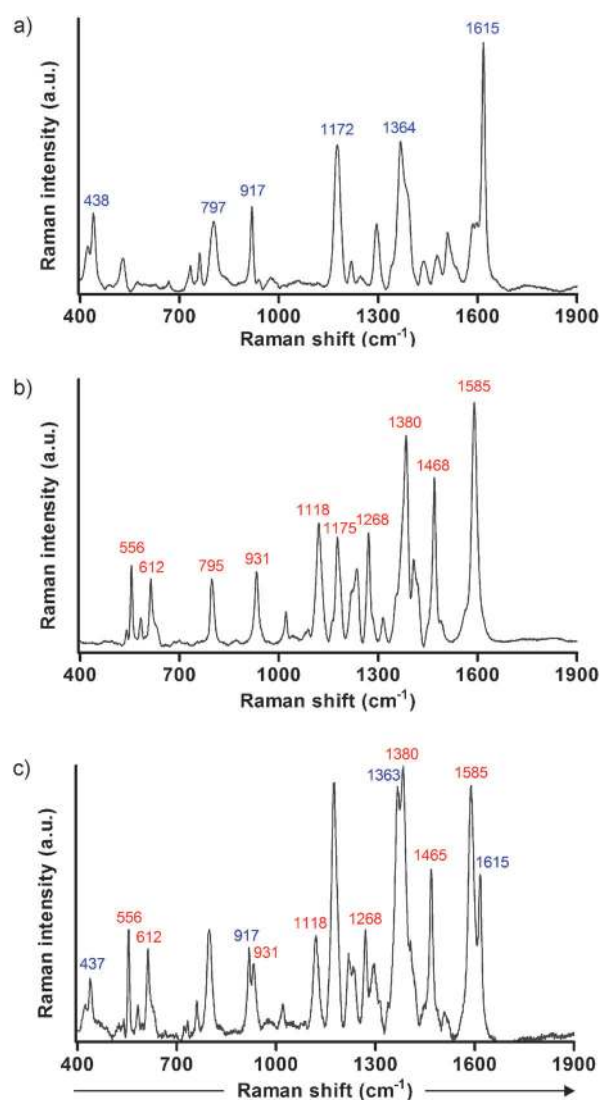 a)
Raman intensity (a.u.)
438
797
917
1172
1364
1615
400 700 1000 1300 1600 1900
Raman shift (cm-1)
b)
Raman intensity (a.u.)
556
612
795
931
1118
1175
1268
1380
1468
1585
400 700 1000 1300 1600 1900
Raman shift (cm-1)
c)
Raman intensity (a.u.)
437
556
612
917
931
1118
1268
1363
1380
1465
1585
1615
400 700 1000 1300 1600 1900
Raman shift (cm-1)